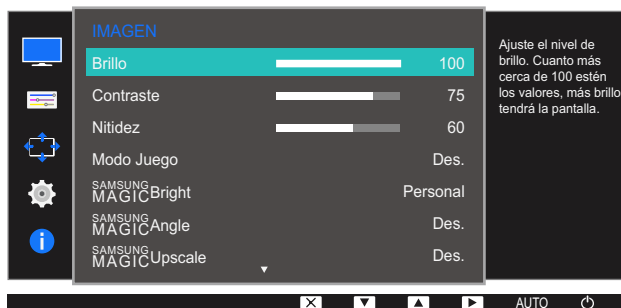 IMAGEN
Brillo 100
Contraste 75
Nitidez 60
Modo Juego Des.
SAMSUNG MAGIC Bright Personal
SAMSUNG MAGIC Angle Des.
SAMSUNG MAGIC Upscale Des.
Ajuste el nivel de
brillo. Cuanto más
cerca de 100 estén
los valores, más brillo
tendrá la pantalla.
AUTO